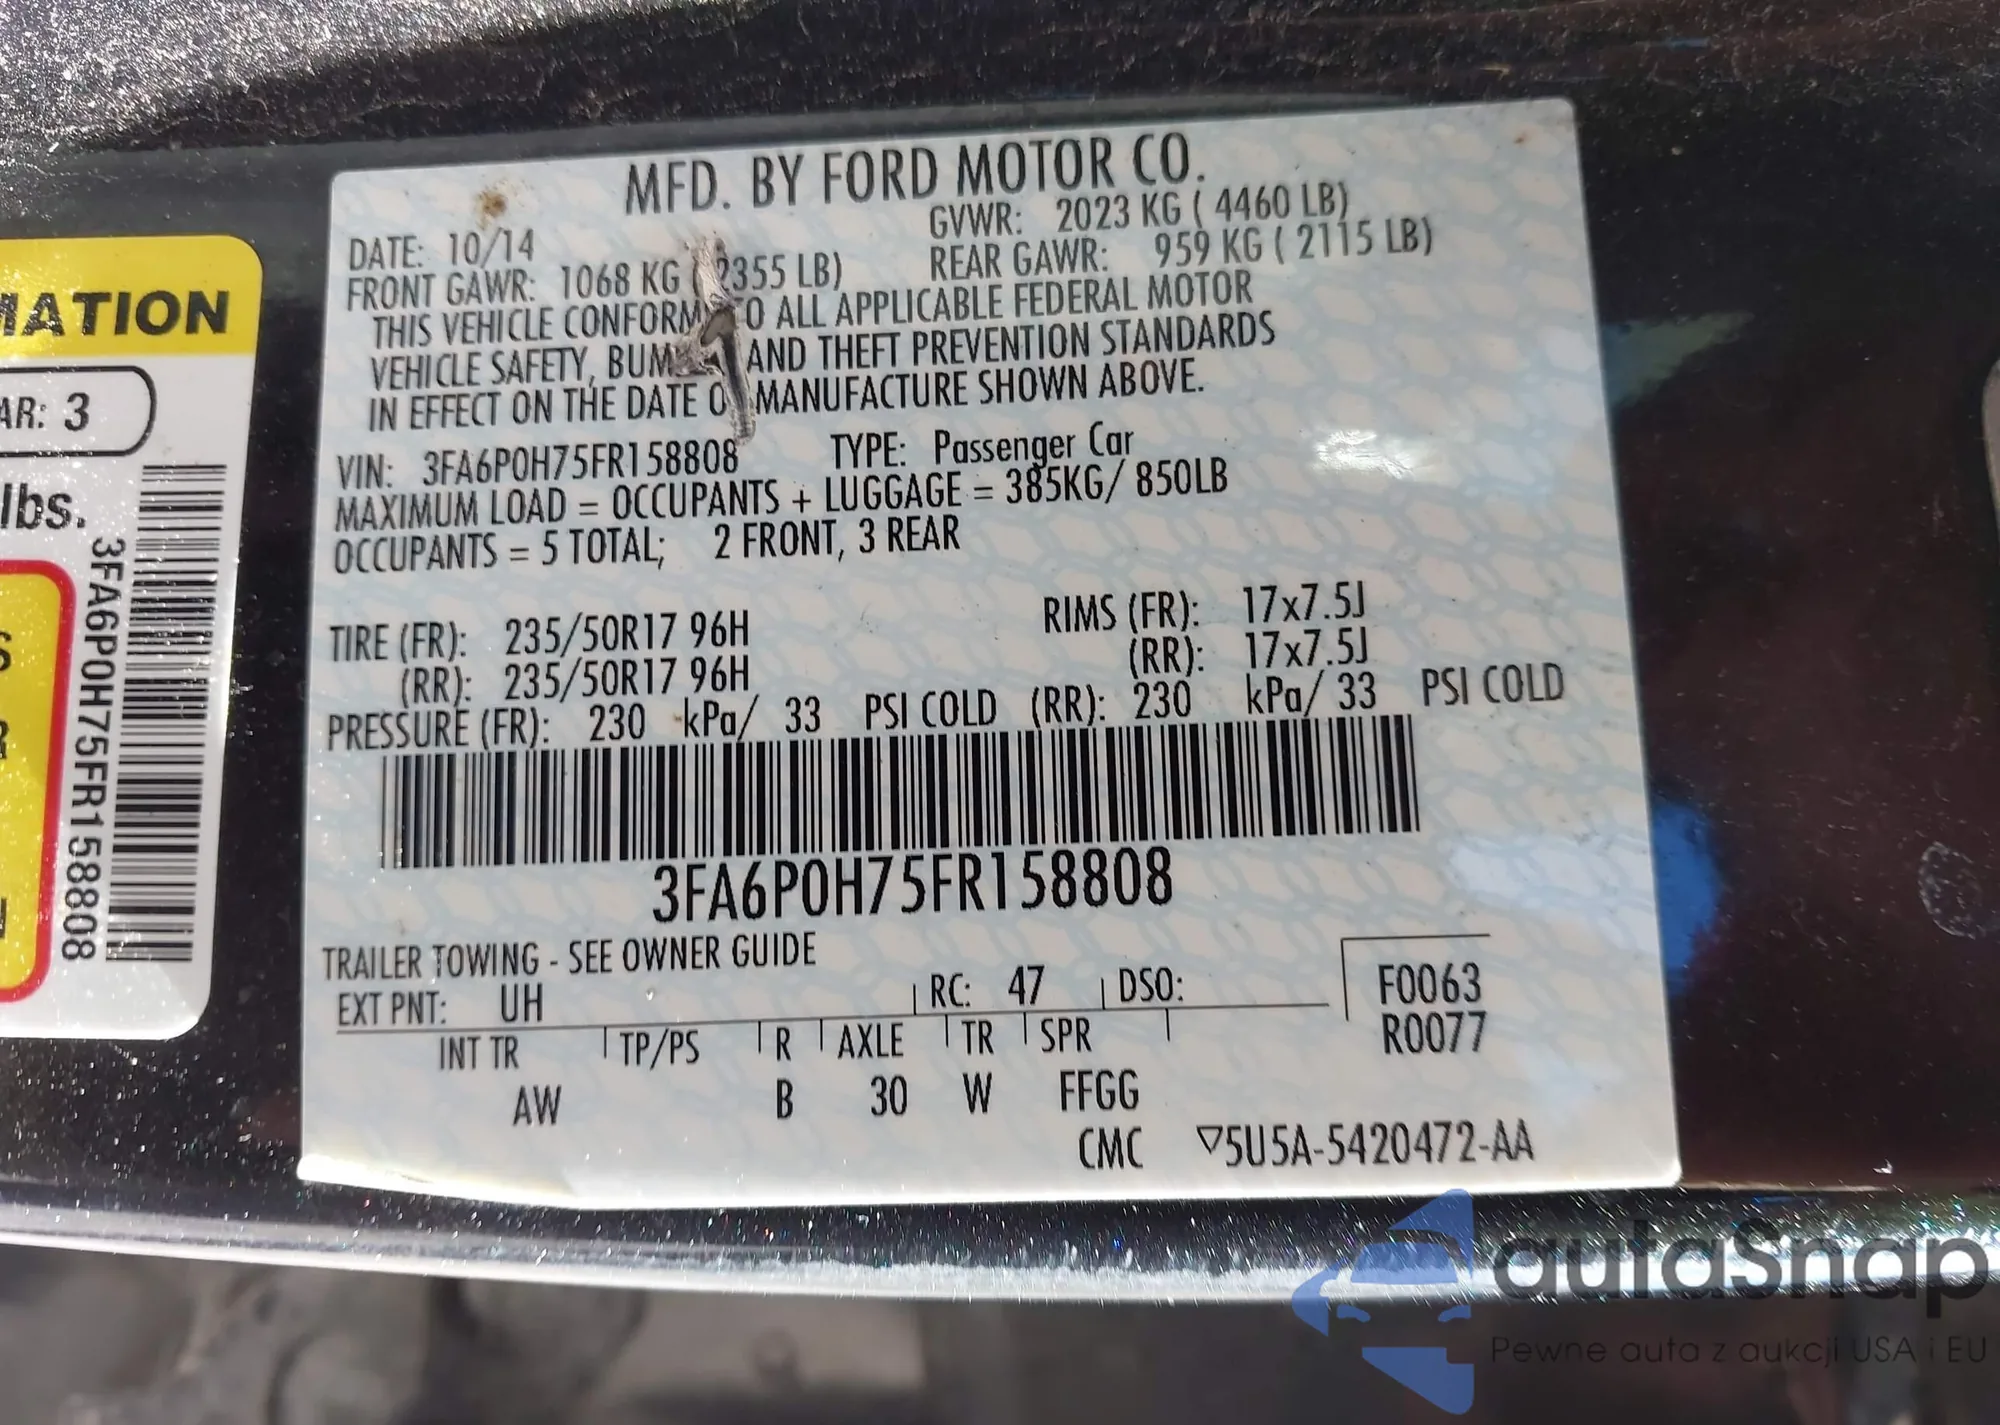 MATION
AR: 3
lbs.
3FA6P0H75FR158808
MFD. BY FORD MOTOR CO.
DATE: 10/14 GVWR: 2023 KG ( 4460 LB)
FRONT GAWR: 1068 KG ( 2355 LB) REAR GAWR: 959 KG ( 2115 LB)
THIS VEHICLE CONFORM TO ALL APPLICABLE FEDERAL MOTOR
VEHICLE SAFETY, BUM AND THEFT PREVENTION STANDARDS
IN EFFECT ON THE DATE O MANUFACTURE SHOWN ABOVE.
VIN: 3FA6P0H75FR158808 TYPE: Passenger Car
MAXIMUM LOAD = OCCUPANTS + LUGGAGE = 385KG/ 850LB
OCCUPANTS = 5 TOTAL; 2 FRONT, 3 REAR
TIRE (FR): 235/50R17 96H RIMS (FR): 17x7.5J
(RR): 235/50R17 96H (RR): 17x7.5J
PRESSURE (FR): 230 kPa/ 33 PSI COLD (RR): 230 kPa/ 33 PSI COLD
3FA6P0H75FR158808
TRAILER TOWING - SEE OWNER GUIDE
EXT PNT: UH RC: 47 DSO: F0063
R0077
INT TR TP/PS R AXLE TR SPR
AW B 30 W FFGG
CMC ▽5U5A-5420472-AA
autaSnap
Pewne auta z aukcji USA i EU